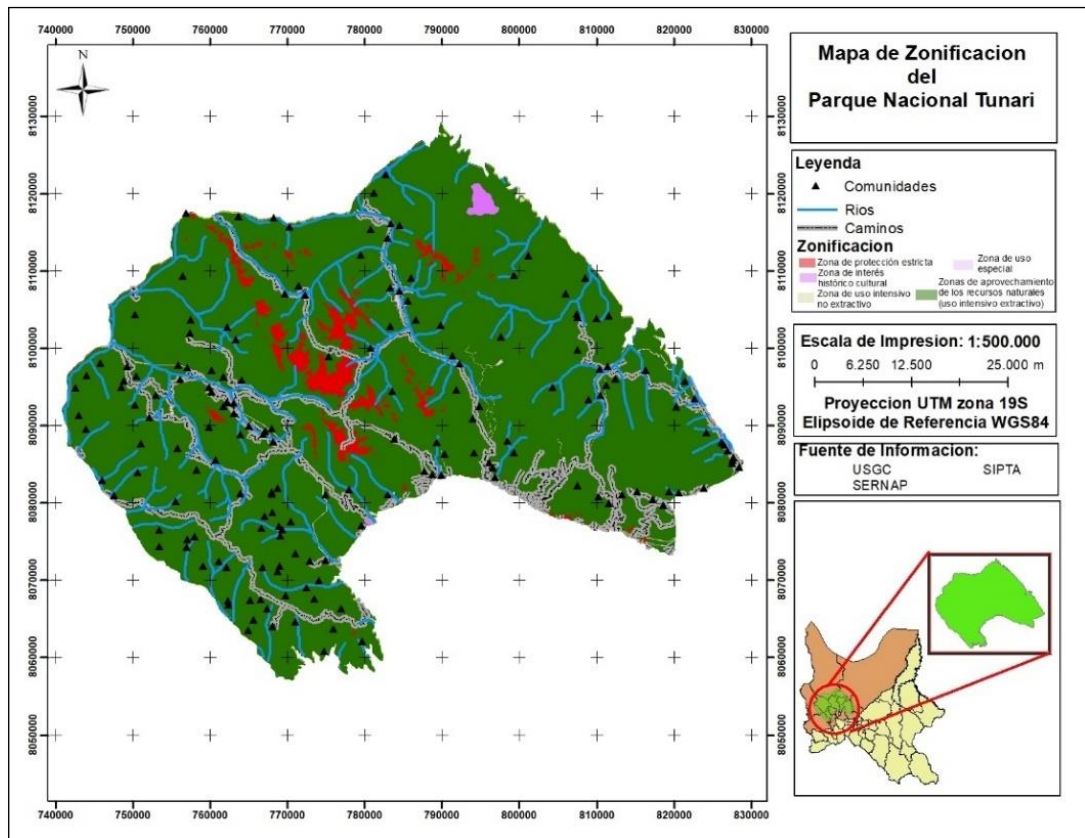 740000 750000 760000 770000 780000 790000 800000 810000 820000 830000
N
8130000
8120000
8110000
8100000
8090000
8080000
8070000
8060000
8050000
8130000
8120000
8110000
8100000
8090000
8080000
8070000
8060000
8050000
740000 750000 760000 770000 780000 790000 800000 810000 820000 830000
Mapa de Zonificacion
del
Parque Nacional Tunari
Leyenda
Comunidades
Rios
Caminos
Zonificacion
Zona de protección estricta
Zona de interés
histórico cultural
Zona de uso intensivo
no extractivo
Zona de uso
especial
Zonas de aprovechamiento
de los recursos naturales
(uso intensivo extractivo)
Escala de Impresion: 1:500.000
0 6.250 12.500 25.000 m
Proyeccion UTM zona 19S
Elipsoide de Referencia WGS84
Fuente de Informacion:
USGC SIPTA
SERNAP